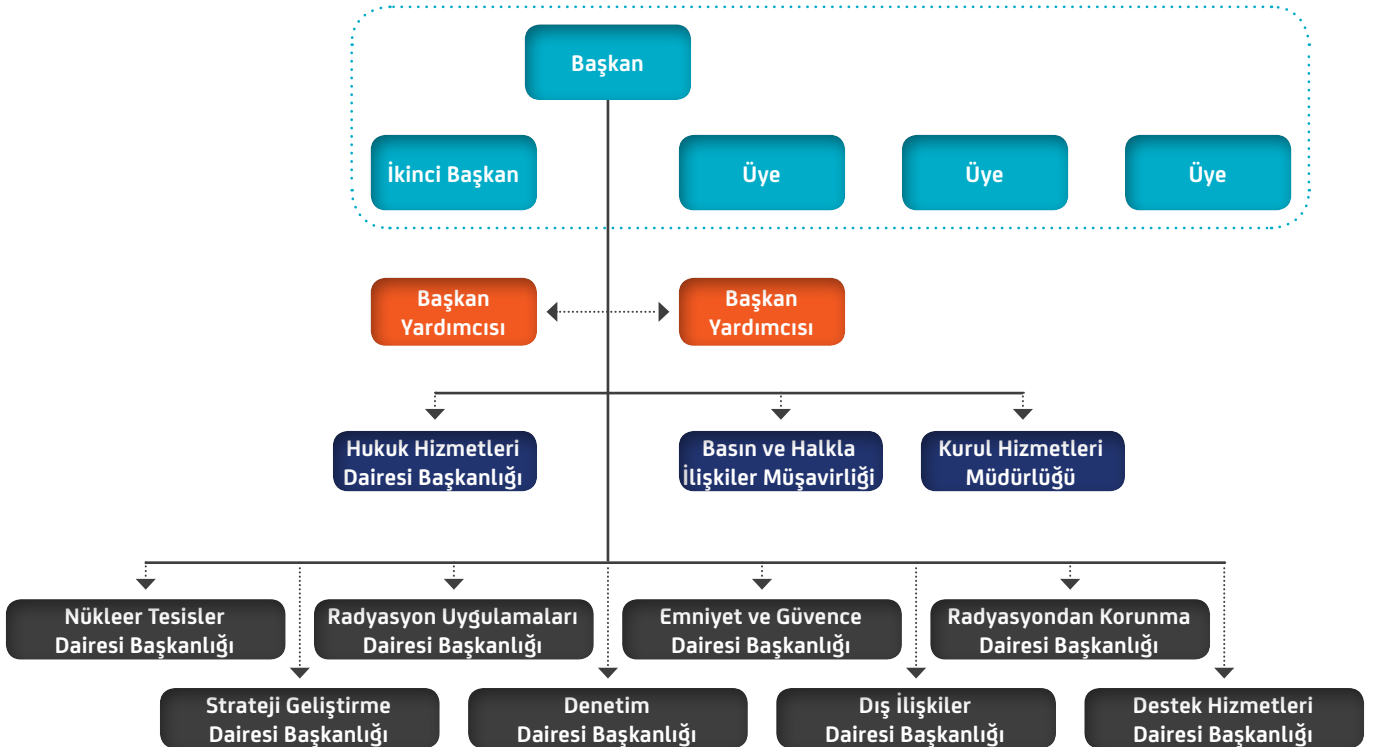 Başkan
İkinci Başkan
Üye
Üye
Üye
Başkan
Yardımcısı
Başkan
Yardımcısı
Hukuk Hizmetleri
Dairesi Başkanlığı
Basın ve Halkla
İlişkiler Müşavirliği
Kurul Hizmetleri
Müdürlüğü
Nükleer Tesisler
Dairesi Başkanlığı
Radyasyon Uygulamaları
Dairesi Başkanlığı
Emniyet ve Güvence
Dairesi Başkanlığı
Radyasyondan Korunma
Dairesi Başkanlığı
Strateji Geliştirme
Dairesi Başkanlığı
Denetim
Dairesi Başkanlığı
Dış İlişkiler
Dairesi Başkanlığı
Destek Hizmetleri
Dairesi Başkanlığı